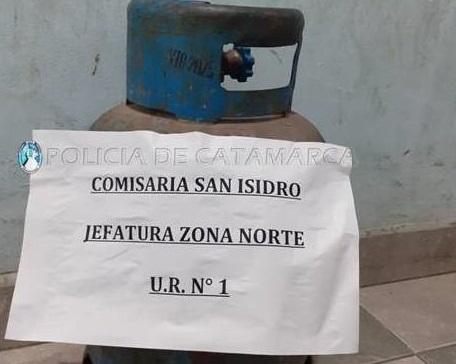 POLICIA DE CATAMARCA
COMISARIA SAN ISIDRO
JEFATURA ZONA NORTE
U.R. N° 1